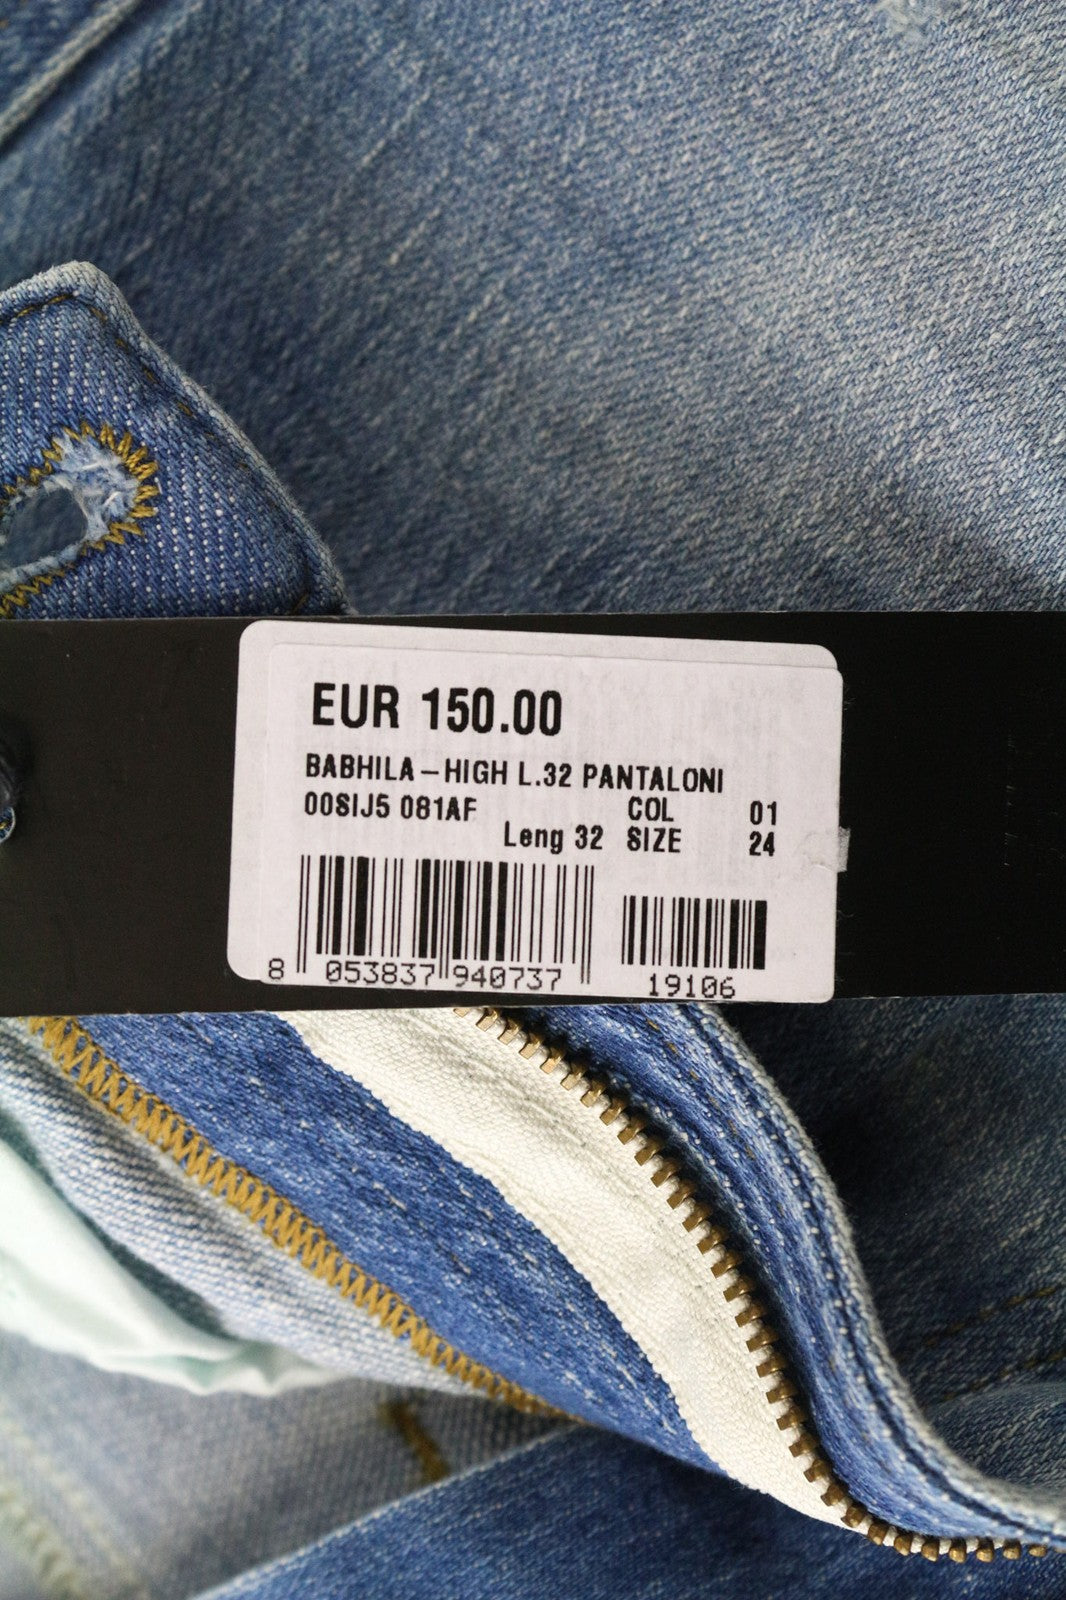 EUR 150.00
BABHILA-HIGH L.32 PANTALONI
00SIJ5 081AF COL 01
Leng 32 SIZE 24
8 053837 940737 19106